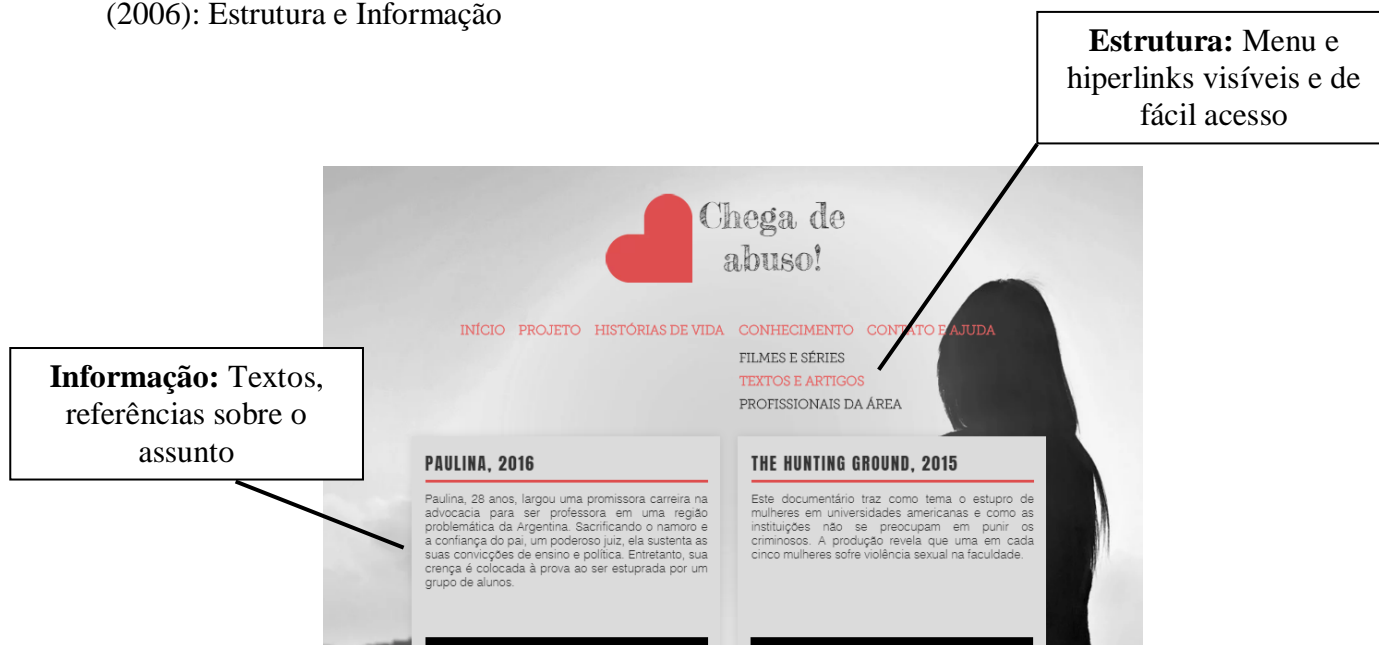 (2006): Estrutura e Informação
Estrutura: Menu e
hiperlinks visíveis e de
fácil acesso
Chega de
abuso!
INÍCIO PROJETO HISTÓRIAS DE VIDA CONHECIMENTO CONTATO E AJUDA
FILMES E SÉRIES
TEXTOS E ARTIGOS
PROFISSIONAIS DA ÁREA
Informação: Textos,
referências sobre o
assunto
PAULINA, 2016
Paulina, 28 anos, largou uma promissora carreira na
advocacia para ser professora em uma região
problemática da Argentina. Sacrificando o namoro e
a confiança do pai, um poderoso juiz, ela sustenta as
suas convicções de ensino e política. Entretanto, sua
crença é colocada à prova ao ser estuprada por um
grupo de alunos.
THE HUNTING GROUND, 2015
Este documentário traz como tema o estupro de
mulheres em universidades americanas e como as
instituições não se preocupam em punir os
criminosos. A produção revela que uma em cada
cinco mulheres sofre violência sexual na faculdade.